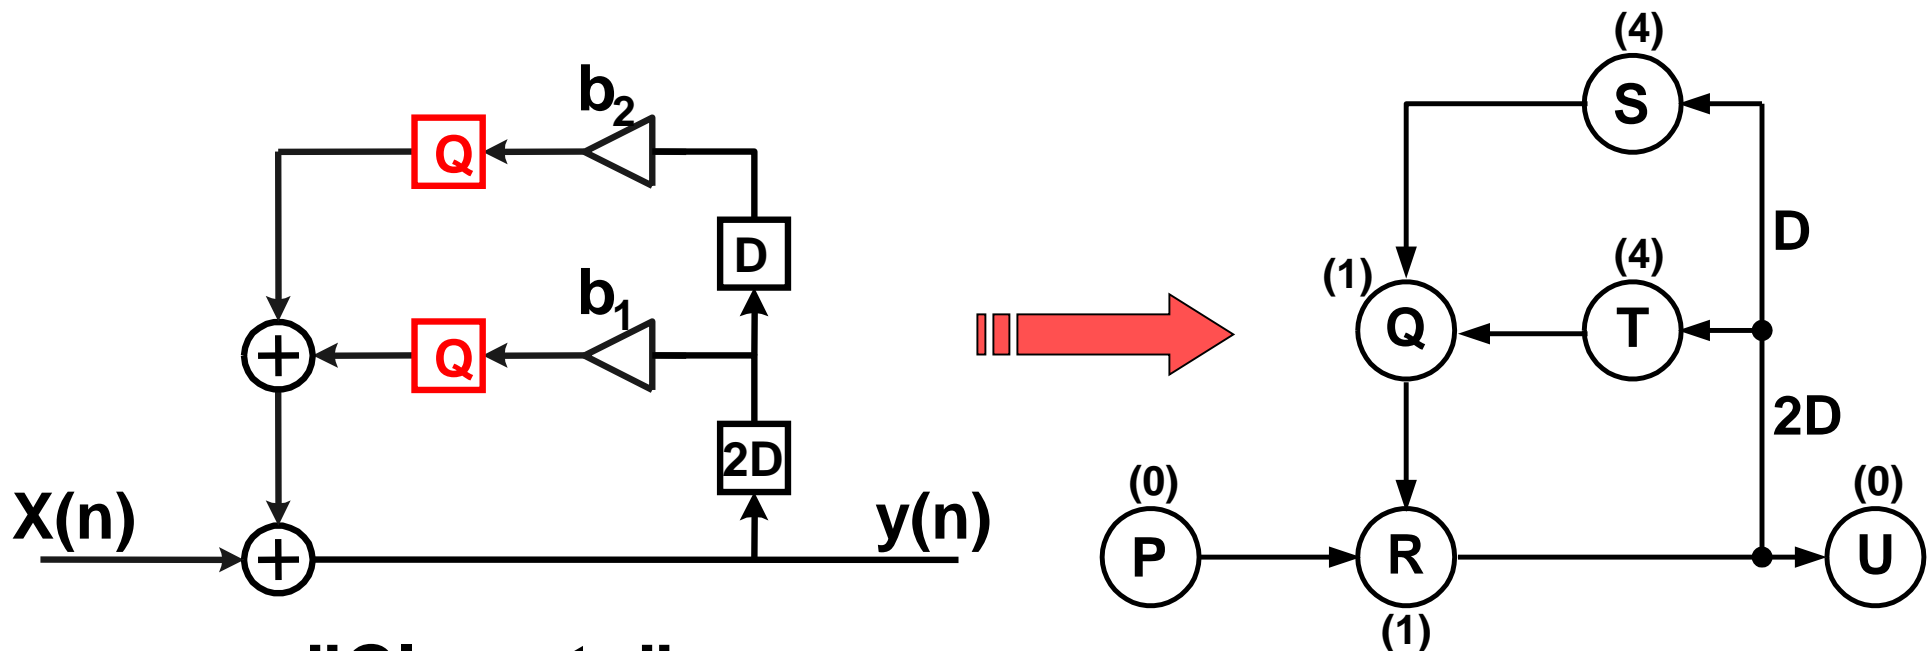 b2
Q
D
b1
Q
2D
X(n)
y(n)
(4)
S
D
(1)
(4)
Q
T
2D
(0)
(0)
P
R
U
(1)